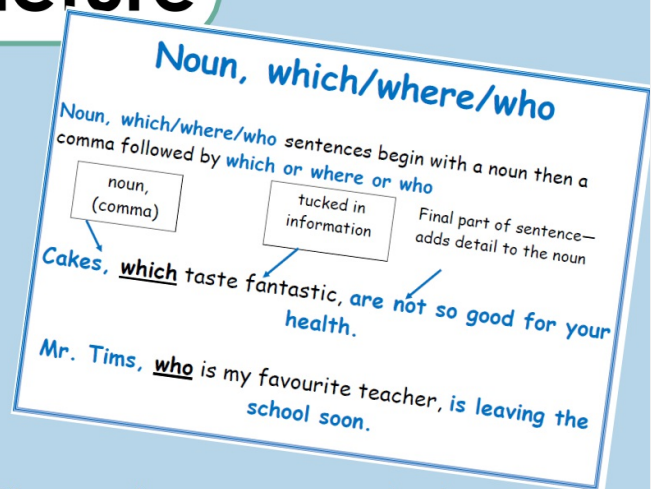 Noun, which/where/who
Noun, which/where/who sentences begin with a noun then a
comma followed by which or where or who
noun,
(comma)
tucked in
information
Final part of sentence—
adds detail to the noun
Cakes, which taste fantastic, are not so good for your
health.
Mr. Tims, who is my favourite teacher, is leaving the
school soon.